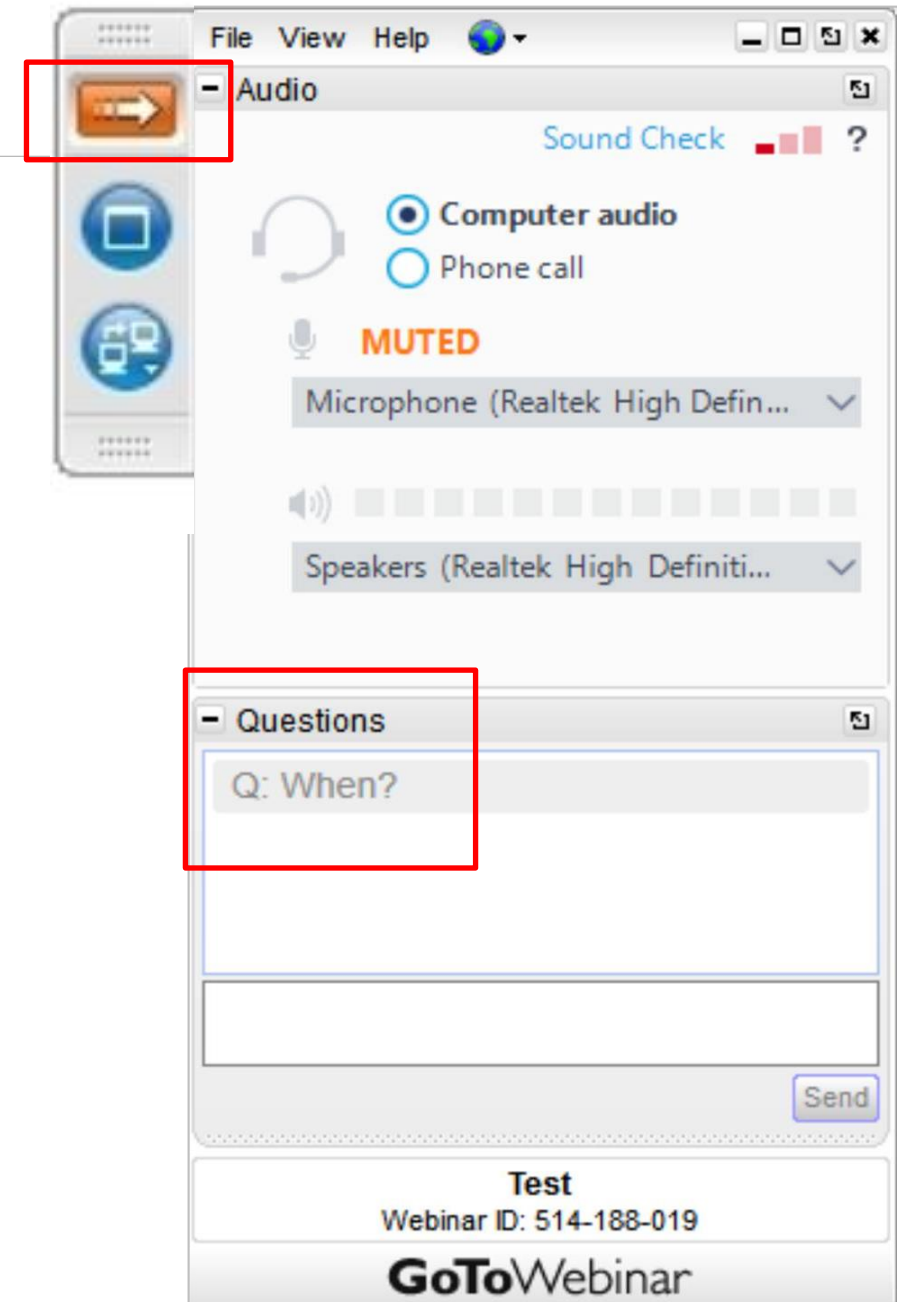 File View Help
Audio
Sound Check ?
Computer audio
Phone call
MUTED
Microphone (Realtek High Defin...
Speakers (Realtek High Definiti...
Questions
Q: When?
Send
Test
Webinar ID: 514-188-019
GoToWebinar